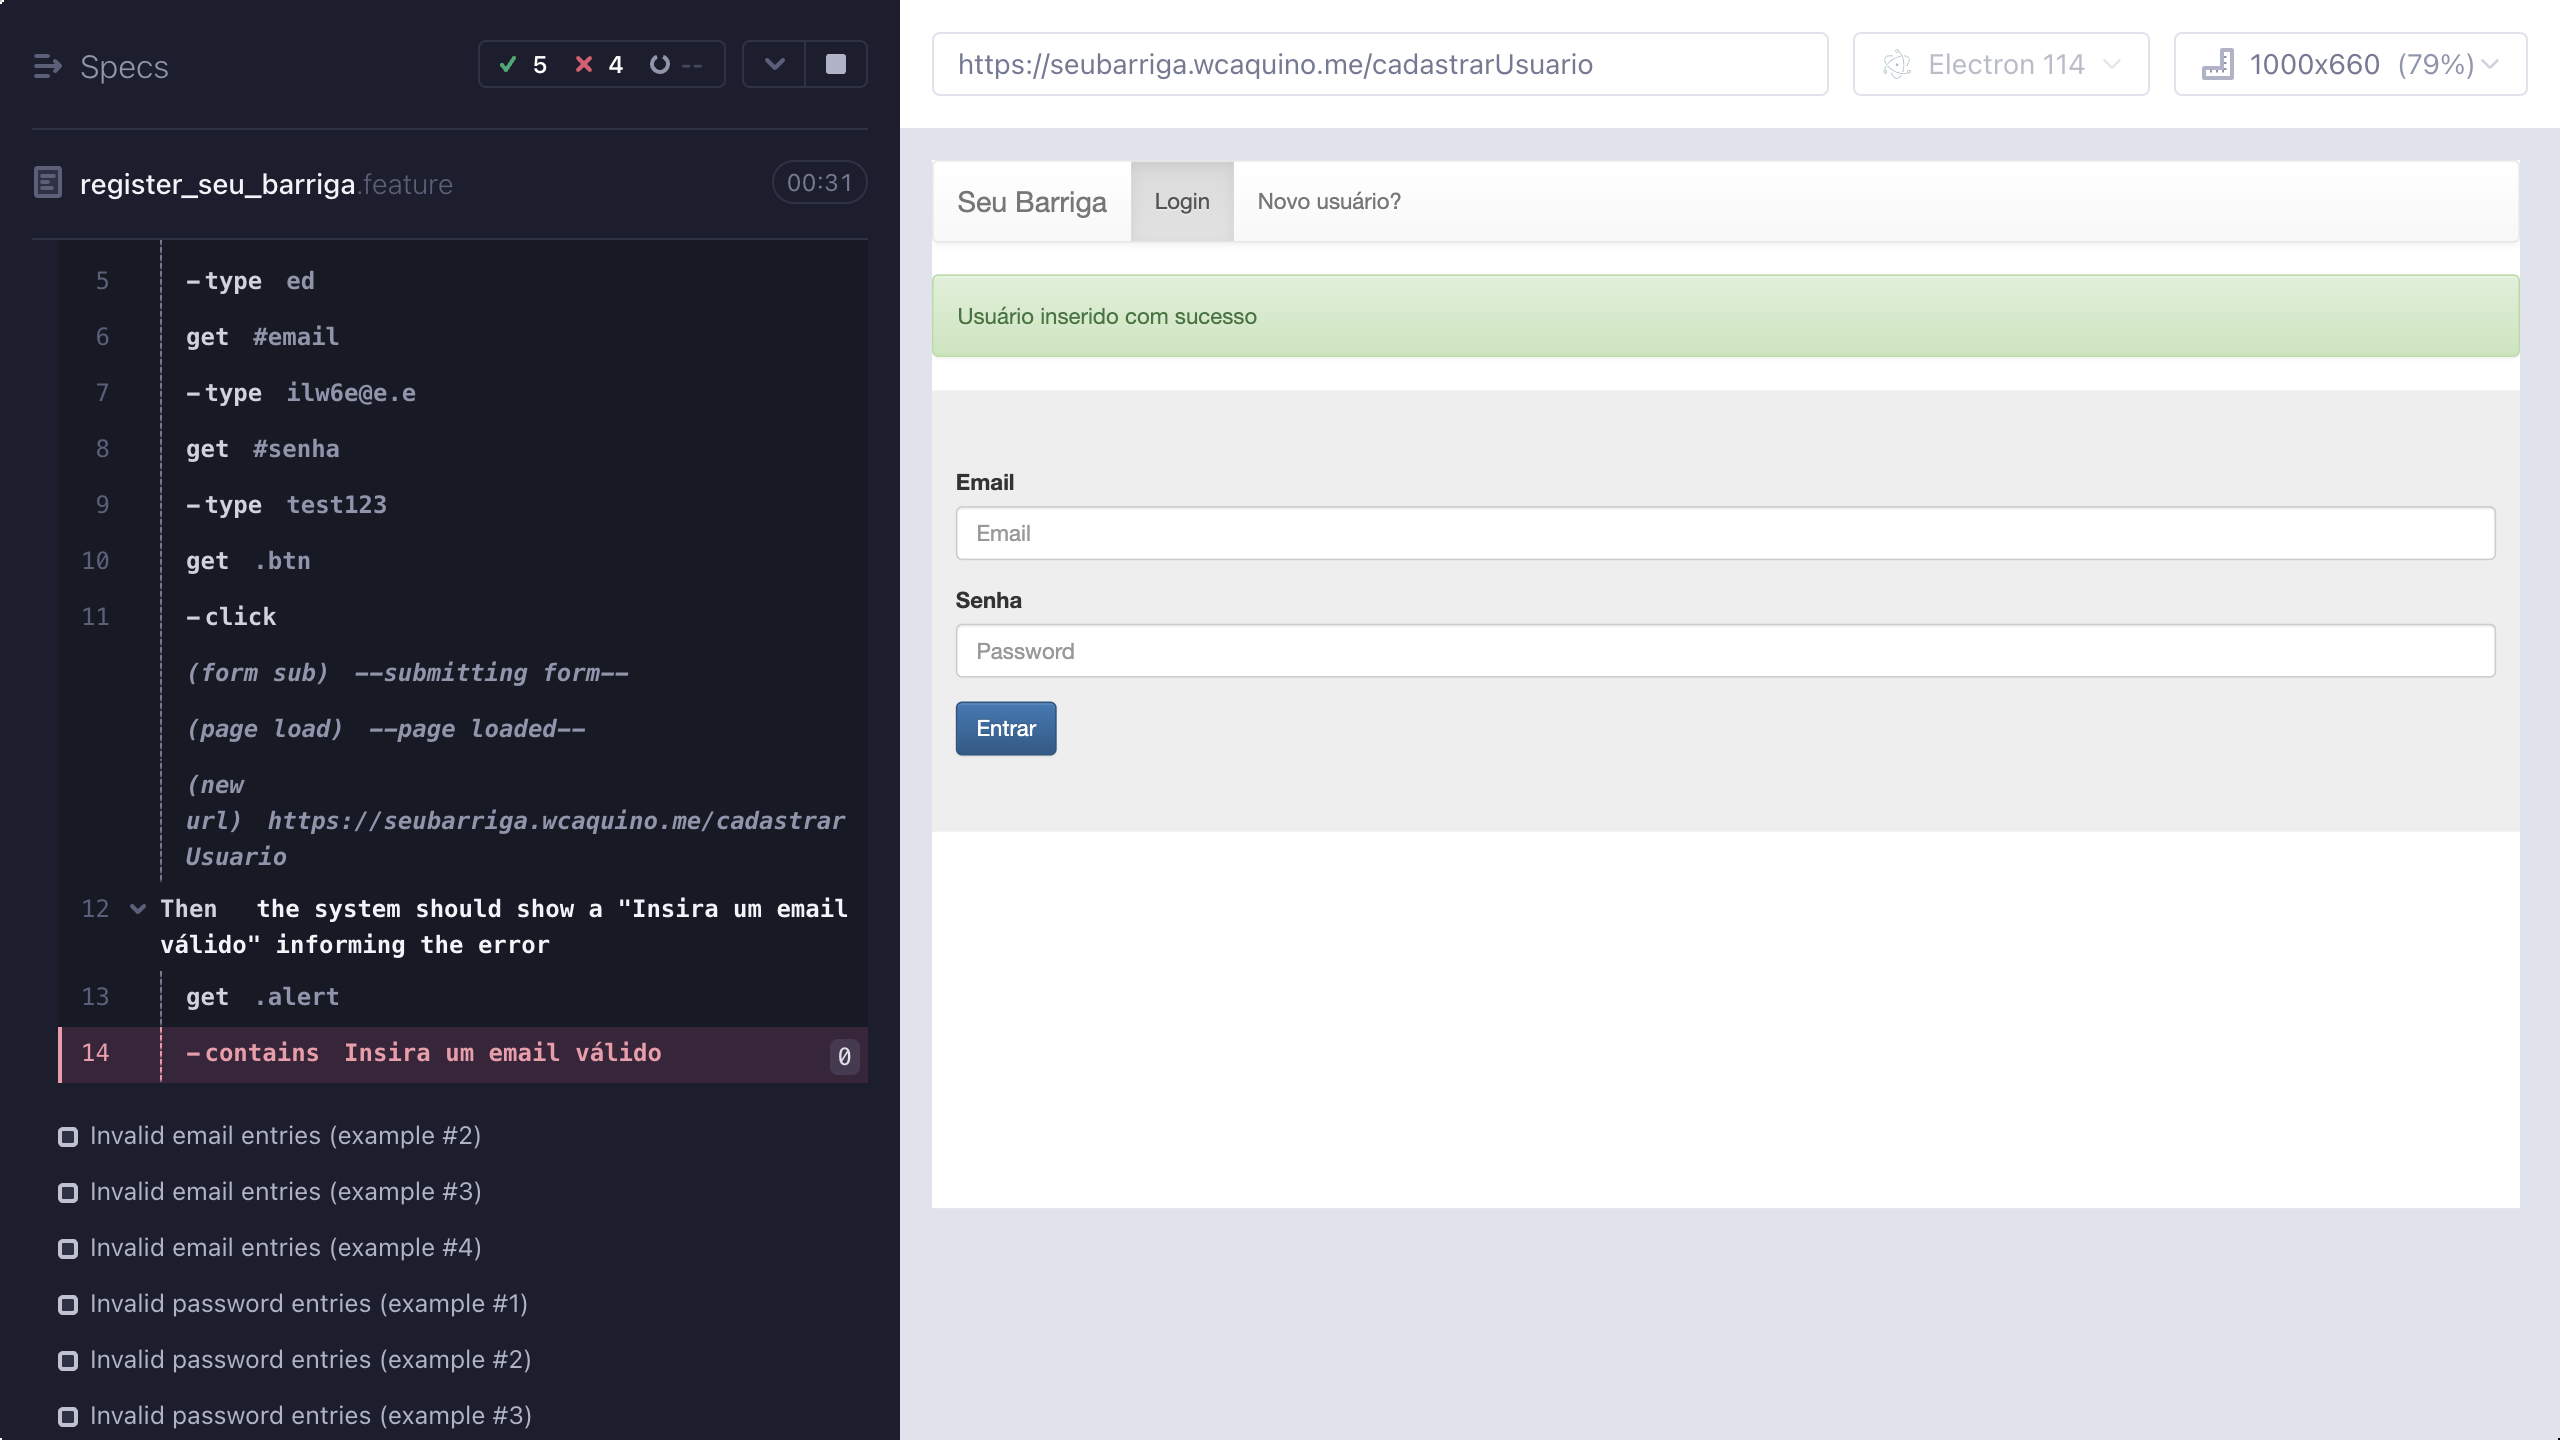 Specs
5 4 --
register_seu_barriga.feature 00:31
5 -type ed
6 get #email
7 -type ilw6e@e.e
8 get #senha
9 -type test123
10 get .btn
11 -click
(form sub) --submitting form--
(page load) --page loaded--
(new
url) https://seubarriga.wcaquino.me/cadastrar
Usuario
12 Then the system should show a "Insira um email
válido" informing the error
13 get .alert
14 -contains Insira um email válido 0
Invalid email entries (example #2)
Invalid email entries (example #3)
Invalid email entries (example #4)
Invalid password entries (example #1)
Invalid password entries (example #2)
Invalid password entries (example #3)
https://seubarriga.wcaquino.me/cadastrarUsuario Electron 114 1000x660 (79%)
Seu Barriga Login Novo usuário?
Usuário inserido com sucesso
Email
Email
Senha
Password
Entrar